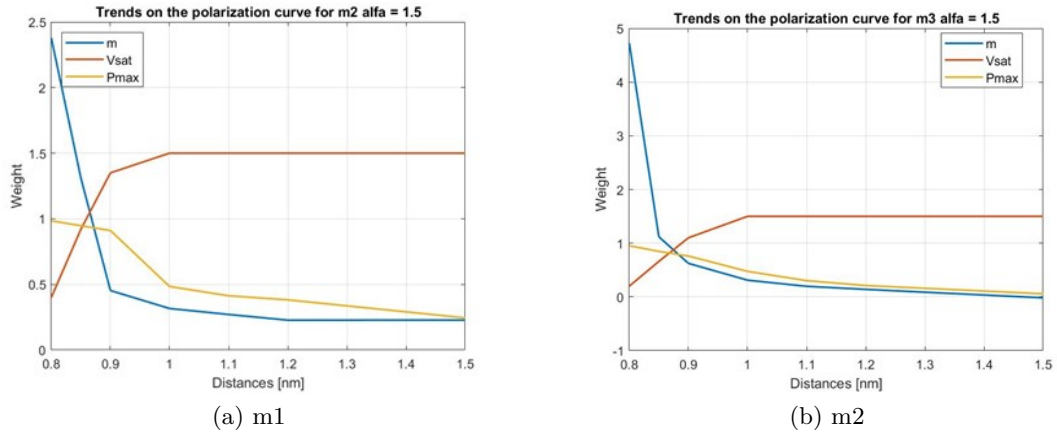 Trends on the polarization curve for m2 alfa = 1.5
2.5
2
1.5
1
0.5
0
Weight
m
Vsat
Pmax
0.8
0.9
1
1.1
1.2
1.3
1.4
1.5
Distances [nm]
(a) m1
Trends on the polarization curve for m3 alfa = 1.5
5
4
3
2
1
0
-1
Weight
m
Vsat
Pmax
0.8
0.9
1
1.1
1.2
1.3
1.4
1.5
Distances [nm]
(b) m2